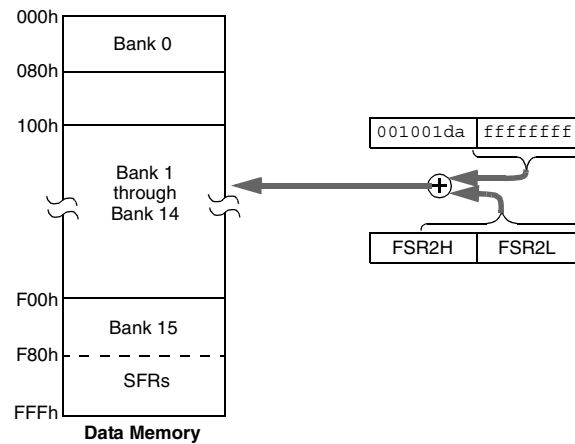 000h
Bank 0
080h
100h
001001da ffffffff
Bank 1
through
Bank 14
FSR2H FSR2L
F00h
Bank 15
F80h
SFRs
FFFh
Data Memory